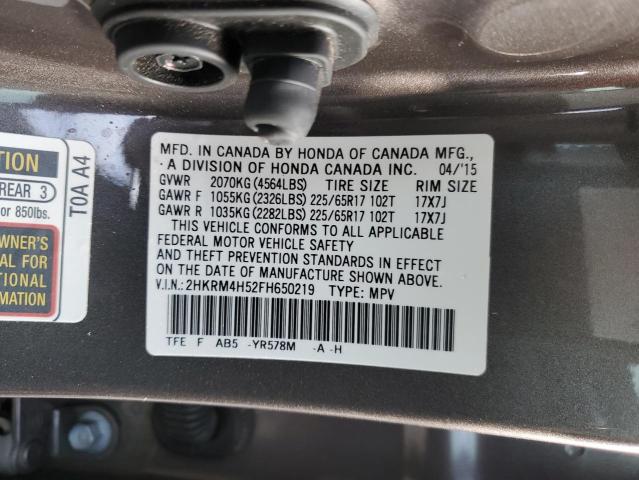 MFD. IN CANADA BY HONDA OF CANADA MFG.,
A DIVISION OF HONDA CANADA INC. 04/'15
GVWR 2070KG(4564LBS) TIRE SIZE RIM SIZE
GAWR F 1055KG(2326LBS)225/65R17 102T 17X7J
GAWR R 1035KG(2282LBS)225/65R17 102T 17X7J
THIS VEHICLE CONFORMS TO ALL APPLICABLE
FEDERAL MOTOR VEHICLE SAFETY
AND THEFT PREVENTION STANDARDS IN EFFECT
ON THE DATE OF MANUFACTURE SHOWN ABOVE.
V.I.N.:2HKRM4H52FH650219 TYPE: MPV
TFE F AB5 -YR578M -A -H
TION
REAR 3
or 850lbs.
T0A A4
WNER'S
AL FOR
MATION